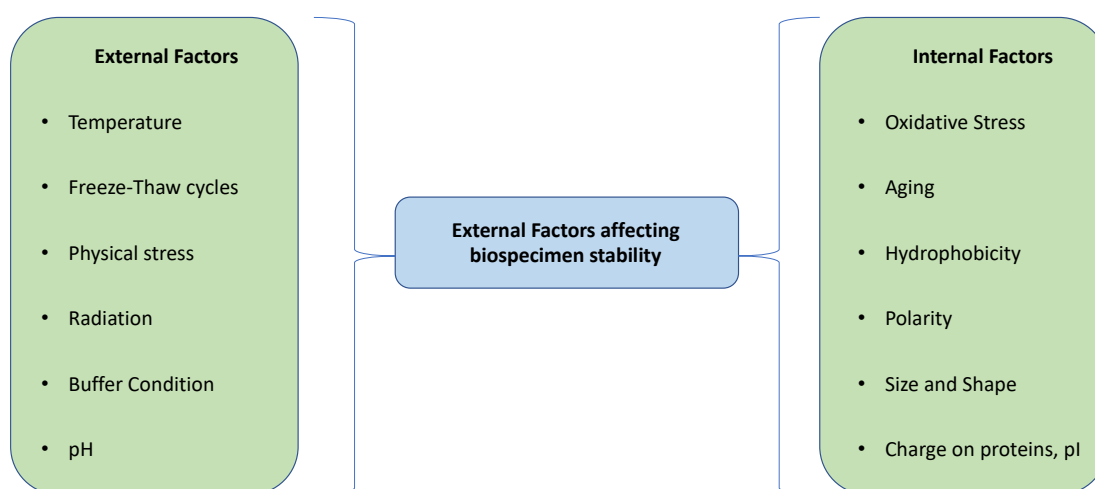 External Factors
• Temperature
• Freeze-Thaw cycles
• Physical stress
• Radiation
• Buffer Condition
• pH
External Factors affecting
biospecimen stability
Internal Factors
• Oxidative Stress
• Aging
• Hydrophobicity
• Polarity
• Size and Shape
• Charge on proteins, pI